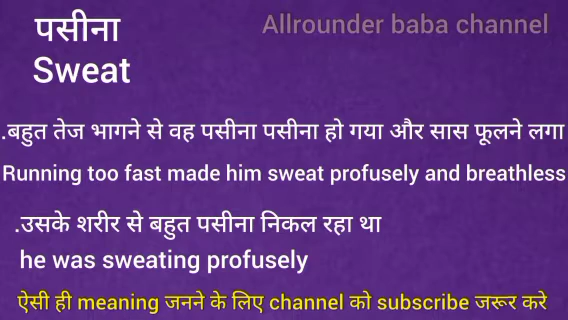 पसीना
Allrounder baba channel
Sweat
.बहुत तेज भागने से वह पसीना पसीना हो गया और सास फूलने लगा
Running too fast made him sweat profusely and breathless
.उसके शरीर से बहुत पसीना निकल रहा था
he was sweating profusely
ऐसी ही meaning जनने के लिए channel को subscribe जरूर करे